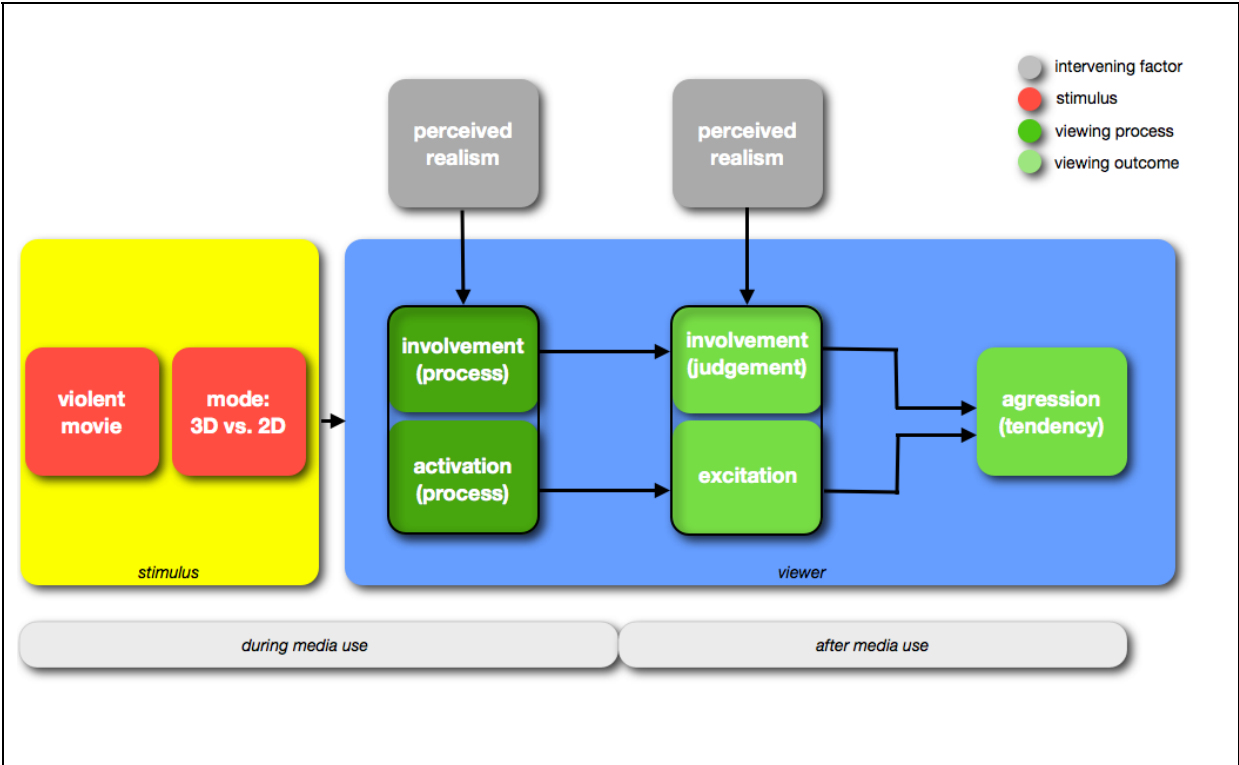 intervening factor
stimulus
viewing process
viewing outcome
perceived
realism
perceived
realism
violent
movie
mode:
3D vs. 2D
involvement
(process)
activation
(process)
involvement
(judgement)
excitation
agression
(tendency)
stimulus
viewer
during media use
after media use